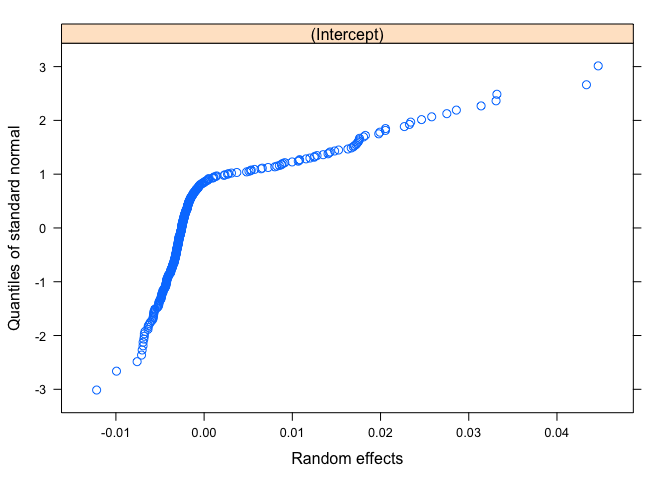 (Intercept)
3
2
1
0
-1
-2
-3
Quantiles of standard normal
-0.01 0.00 0.01 0.02 0.03 0.04
Random effects